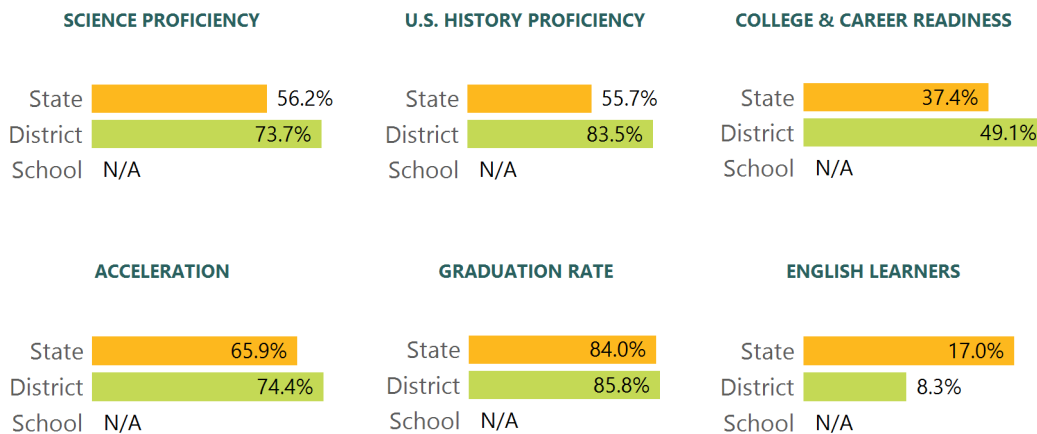 SCIENCE PROFICIENCY
State 56.2%
District 73.7%
School N/A
U.S. HISTORY PROFICIENCY
State 55.7%
District 83.5%
School N/A
COLLEGE & CAREER READINESS
State 37.4%
District 49.1%
School N/A
ACCELERATION
State 65.9%
District 74.4%
School N/A
GRADUATION RATE
State 84.0%
District 85.8%
School N/A
ENGLISH LEARNERS
State 17.0%
District 8.3%
School N/A